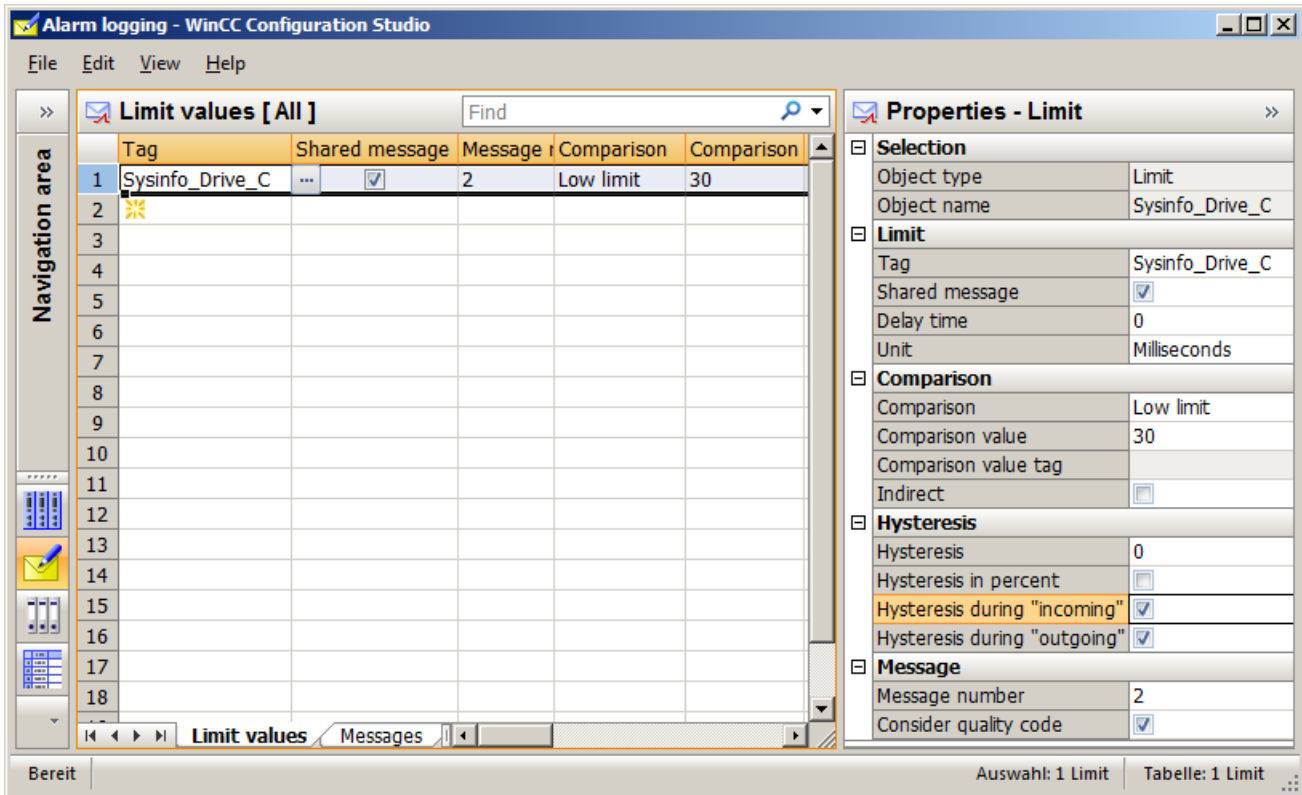 Alarm logging - WinCC Configuration Studio
File Edit View Help
Limit values [ All ]
Find
Navigation area
Tag Shared message Message r Comparison Comparison
1 Sysinfo_Drive_C ... 2 Low limit 30
2
3
4
5
6
7
8
9
10
11
12
13
14
15
16
17
18
Limit values Messages
Properties - Limit
Selection
Object type Limit
Object name Sysinfo_Drive_C
Limit
Tag Sysinfo_Drive_C
Shared message
Delay time 0
Unit Milliseconds
Comparison
Comparison Low limit
Comparison value 30
Comparison value tag
Indirect
Hysteresis
Hysteresis 0
Hysteresis in percent
Hysteresis during "incoming"
Hysteresis during "outgoing"
Message
Message number 2
Consider quality code
Bereit Auswahl: 1 Limit Tabelle: 1 Limit